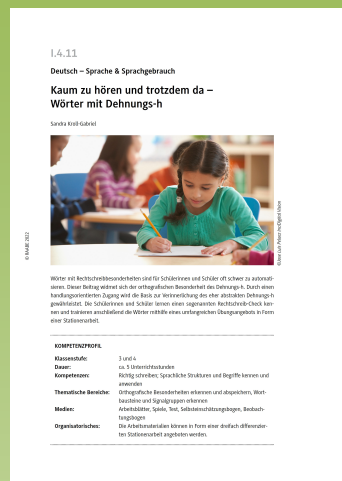 I.4.11
Deutsch – Sprache & Sprachgebrauch
Kaum zu hören und trotzdem da –
Wörter mit Dehnungs-h
Sandra Kroll-Gabriel
© RAABE 2022
Wörter mit Rechtschreibbesonderheiten sind für Schülerinnen und Schüler oft schwer zu automati-
sieren. Dieser Beitrag widmet sich der orthografischen Besonderheit des Dehnungs-h. Durch einen
handlungsorientierten Zugang wird die Basis zur Verinnerlichung des eher abstrakten Dehnungs-h
gewährleistet. Die Schülerinnen und Schüler lernen einen sogenannten Rechtschreib-Check ken-
nen und trainieren anschließend die Wörter mithilfe eines umfangreichen Übungsangebots in Form
einer Stationenarbeit.
KOMPETENZPROFIL
Klassenstufe: 3 und 4
Dauer: ca. 5 Unterrichtsstunden
Kompetenzen: Richtig schreiben; Sprachliche Strukturen und Begriffe kennen und
anwenden
Thematische Bereiche: Orthografische Besonderheiten erkennen und abspeichern, Wort-
bausteine und Signalgruppen erkennen
Medien: Arbeitsblätter, Spiele, Test, Selbsteinschätzungsbogen, Beobach-
tungsbogen
Organisatorisches: Die Arbeitsmaterialien können in Form einer dreifach differenzier-
ten Stationenarbeit angeboten werden.